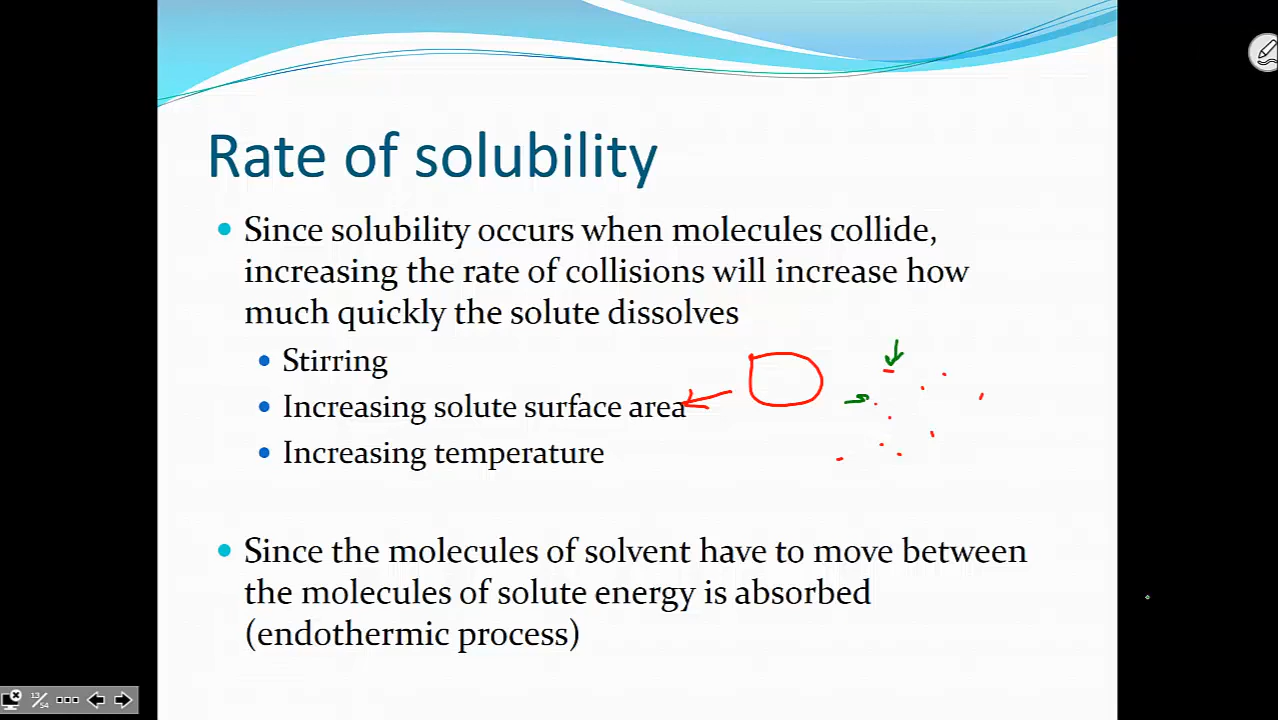 Rate of solubility
Since solubility occurs when molecules collide,
increasing the rate of collisions will increase how
much quickly the solute dissolves
Stirring
Increasing solute surface area
Increasing temperature
Since the molecules of solvent have to move between
the molecules of solute energy is absorbed
(endothermic process)
13/54